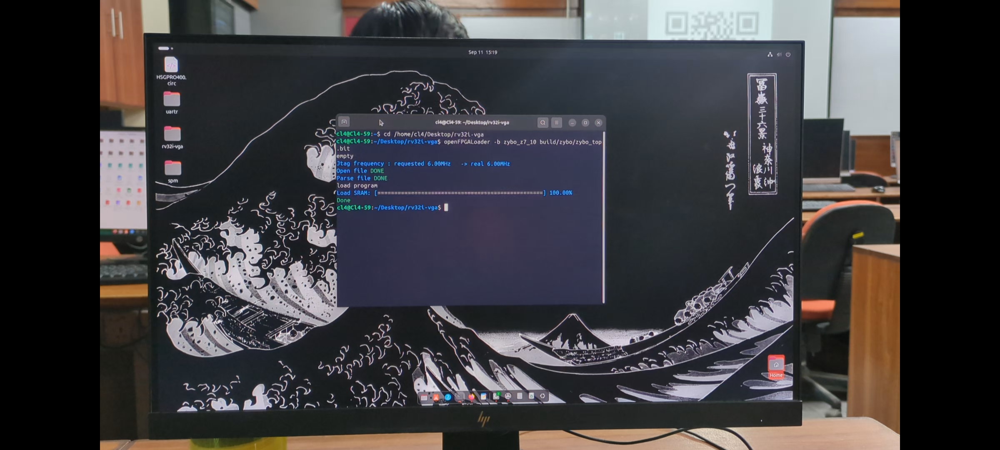 Sep 11 15:19
HSGPRO400.
circ
uartr
rv32i-vga
spm
cl4@Cl4-59: ~/Desktop/rv32i-vga
cl4@Cl4-59:~$ cd /home/cl4/Desktop/rv32i-vga
cl4@Cl4-59:~/Desktop/rv32i-vga$ openFPGALoader -b zybo_z7_10 build/zybo/zybo_top
.bit
empty
Jtag frequency : requested 6.00MHz -> real 6.00MHz
Open file DONE
Parse file DONE
load program
Load SRAM: [=================================================] 100.00%
Done
cl4@Cl4-59:~/Desktop/rv32i-vga$
冨嶽三十六景
神奈川沖
浪裏
Home
hp